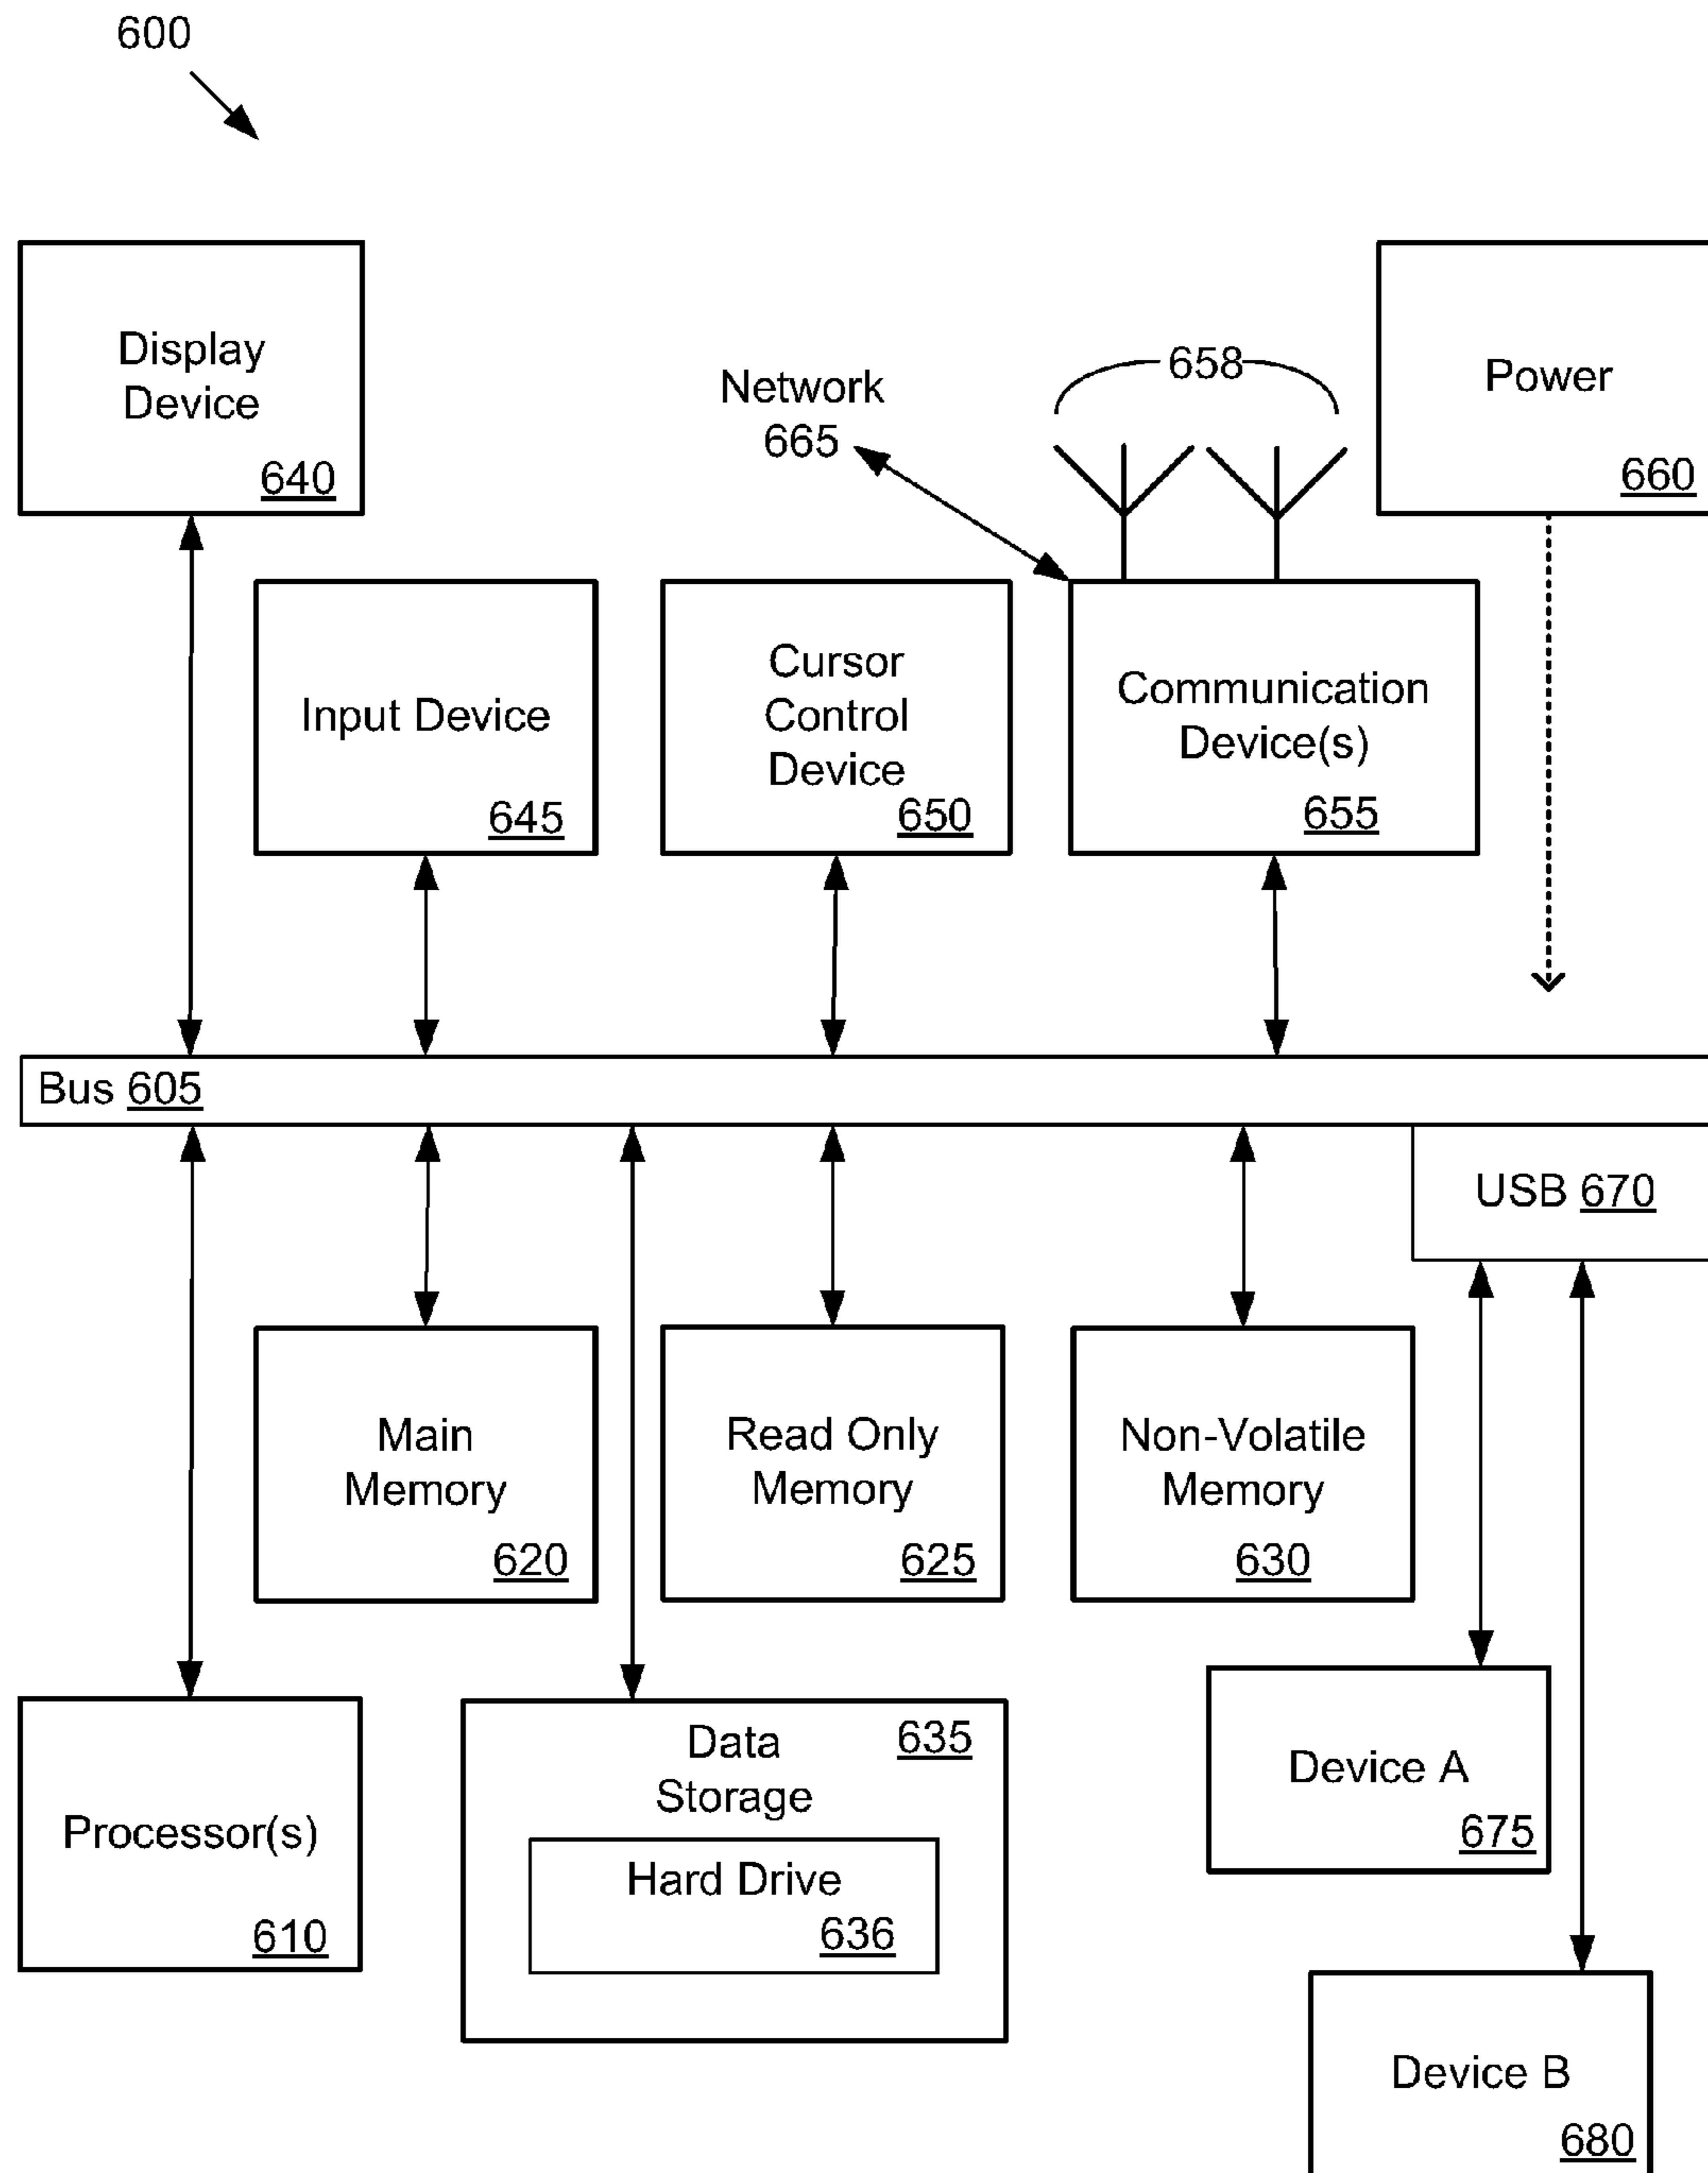 600
Display
Device
640
Network
665
658
Power
660
Input Device
645
Cursor
Control
Device
650
Communication
Device(s)
655
Bus 605
USB 670
Main
Memory
620
Read Only
Memory
625
Non-Volatile
Memory
630
Processor(s)
610
Data
Storage
635
Hard Drive
636
Device A
675
Device B
680